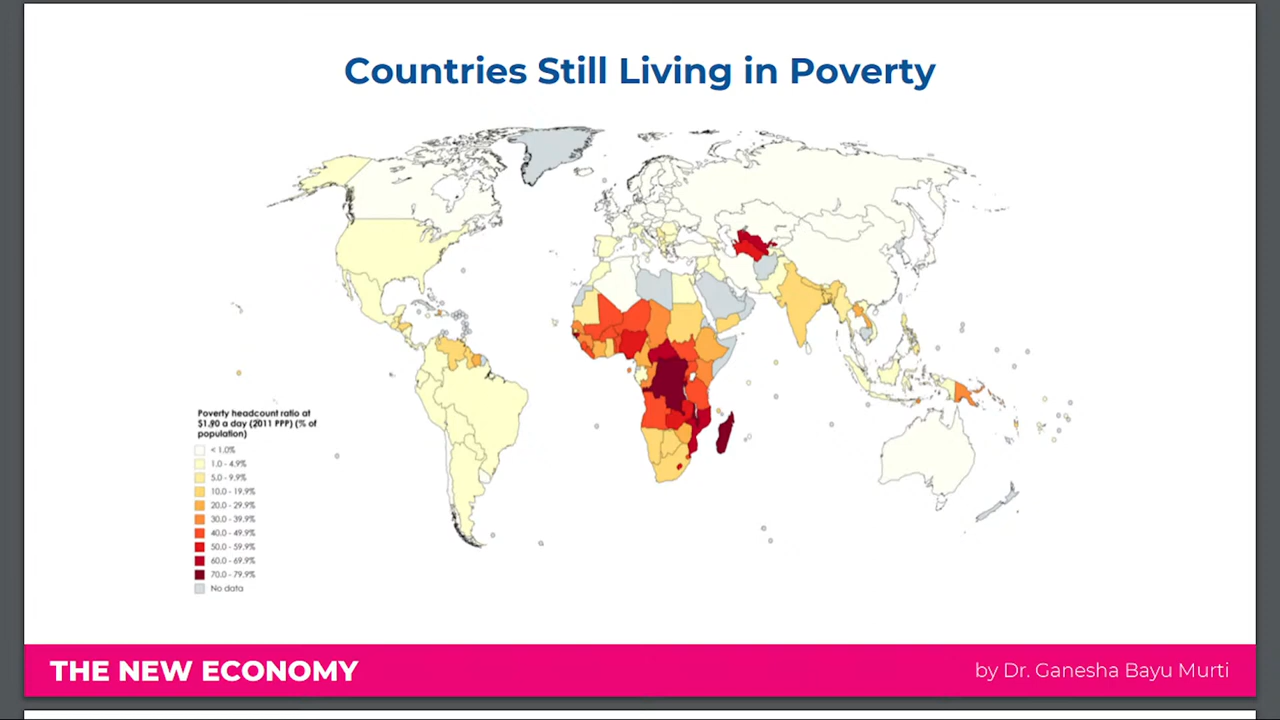 Countries Still Living in Poverty
Poverty headcount ratio at
$1.90 a day (2011 PPP) (% of
population)
< 1.0%
1.0 - 4.9%
5.0 - 9.9%
10.0 - 19.9%
20.0 - 29.9%
30.0 - 39.9%
40.0 - 49.9%
50.0 - 59.9%
60.0 - 69.9%
70.0 - 79.9%
No data
THE NEW ECONOMY
by Dr. Ganesha Bayu Murti